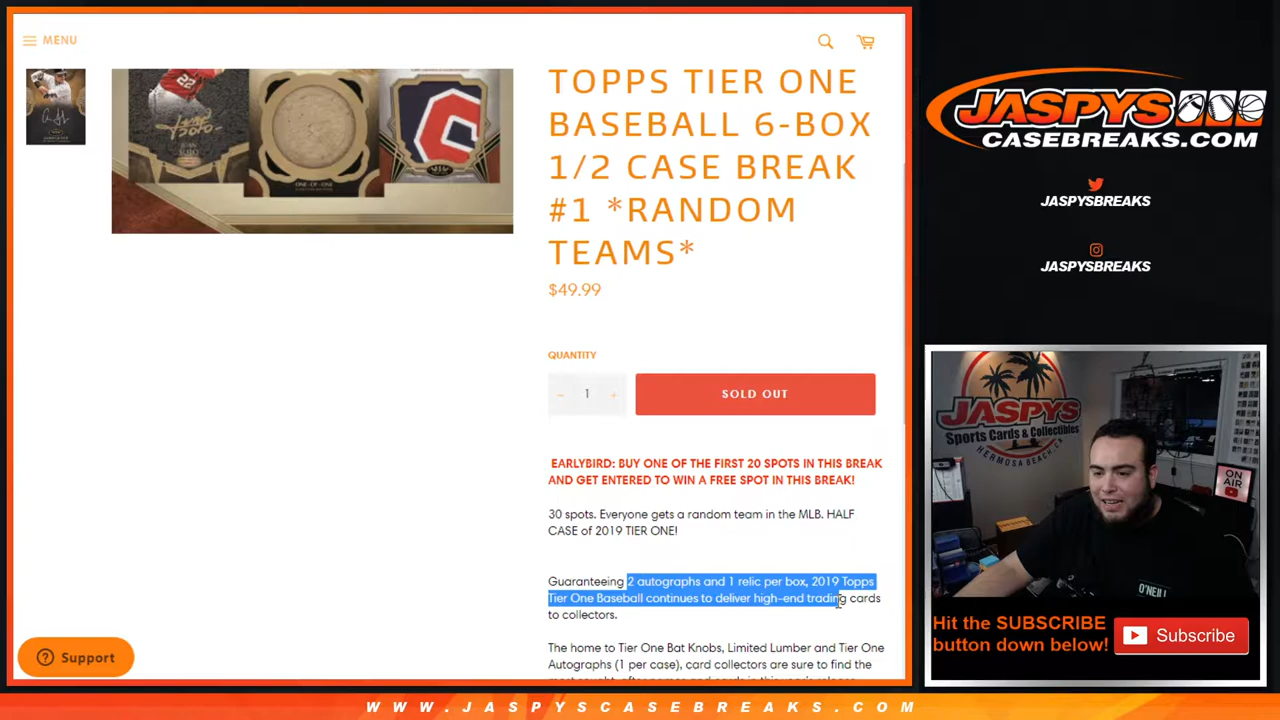 MENU
TOPPS TIER ONE
BASEBALL 6-BOX
1/2 CASE BREAK
#1 *RANDOM
TEAMS*
$49.99
QUANTITY
1
SOLD OUT
EARLYBIRD: BUY ONE OF THE FIRST 20 SPOTS IN THIS BREAK
AND GET ENTERED TO WIN A FREE SPOT IN THIS BREAK!
30 spots. Everyone gets a random team in the MLB. HALF
CASE of 2019 TIER ONE!
Guaranteeing 2 autographs and 1 relic per box, 2019 Topps
Tier One Baseball continues to deliver high-end trading cards
to collectors.
The home to Tier One Bat Knobs, Limited Lumber and Tier One
Autographs (1 per case), card collectors are sure to find the
Support
ONE-OF-ONE
JASPYS
CASEBREAKS.COM
JASPYSBREAKS
JASPYSBREAKS
JASPYS
Sports Cards & Collectibles
HERMOSA BEACH, CA
ON
AIR
O'NEILL
Hit the SUBSCRIBE
button down below!
Subscribe
WWW.JASPYSCASEBREAKS.COM